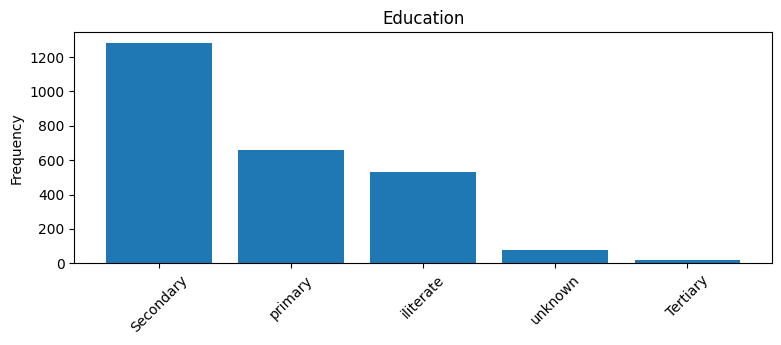 Education
Frequency
1200
1000
800
600
400
200
0
Secondary
primary
iliterate
unknown
Tertiary